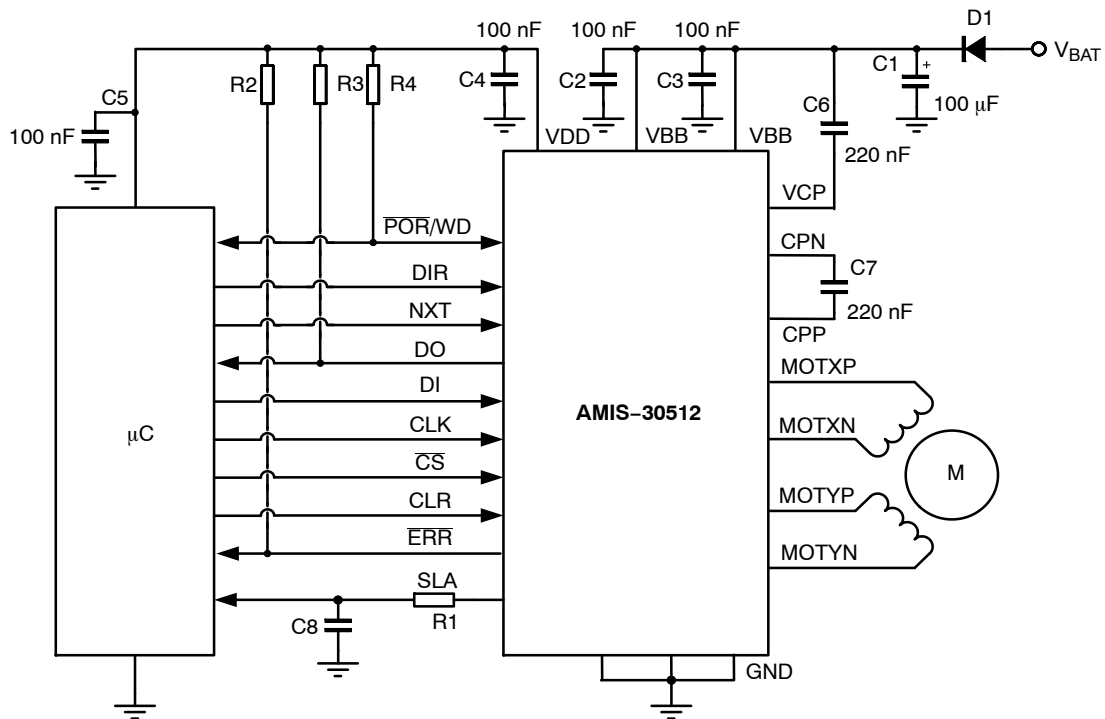 100 nF
100 nF
100 nF
D1
VBAT
R2
R3
R4
C4
C2
C3
C1
+
100 μF
C5
100 nF
C6
220 nF
VDD
VBB
VBB
VCP
POR/WD
CPN
C7
220 nF
CPP
DIR
NXT
DO
DI
CLK
CS
CLR
ERR
SLA
R1
C8
μC
AMIS−30512
MOTXP
MOTXN
MOTYP
MOTYN
M
GND